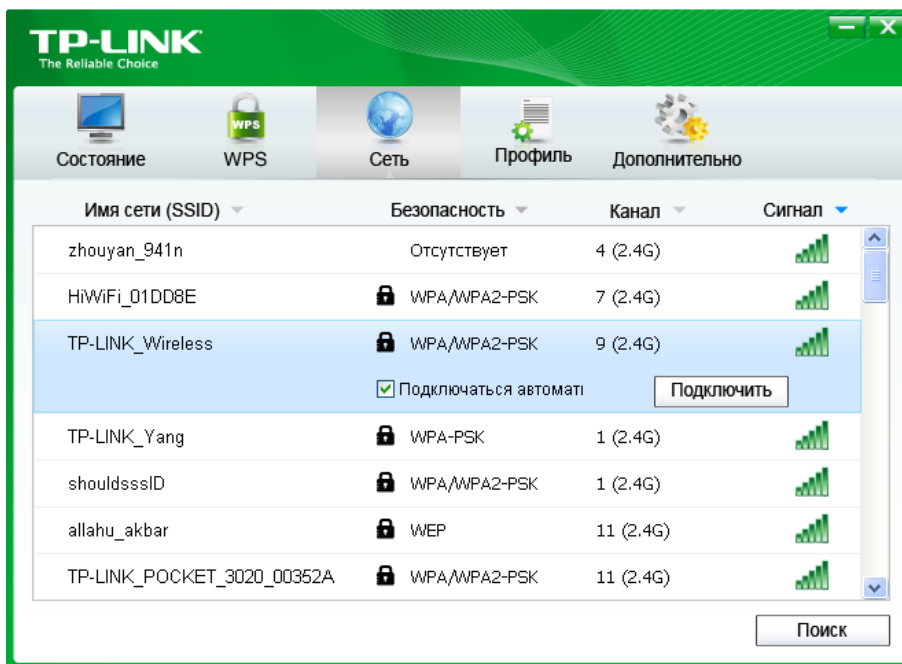 TP-LINK
The Reliable Choice
WPS
Состояние WPS Сеть Профиль Дополнительно
Имя сети (SSID) Безопасность Канал Сигнал
zhouyan_941n Отсутствует 4 (2.4G)
HiWiFi_01DD8E WPA/WPA2-PSK 7 (2.4G)
TP-LINK_Wireless WPA/WPA2-PSK 9 (2.4G)
Подключаться автомати Подключить
TP-LINK_Yang WPA-PSK 1 (2.4G)
shouldsssID WPA/WPA2-PSK 1 (2.4G)
allahu_akbar WEP 11 (2.4G)
TP-LINK_POCKET_3020_00352A WPA/WPA2-PSK 11 (2.4G)
Поиск